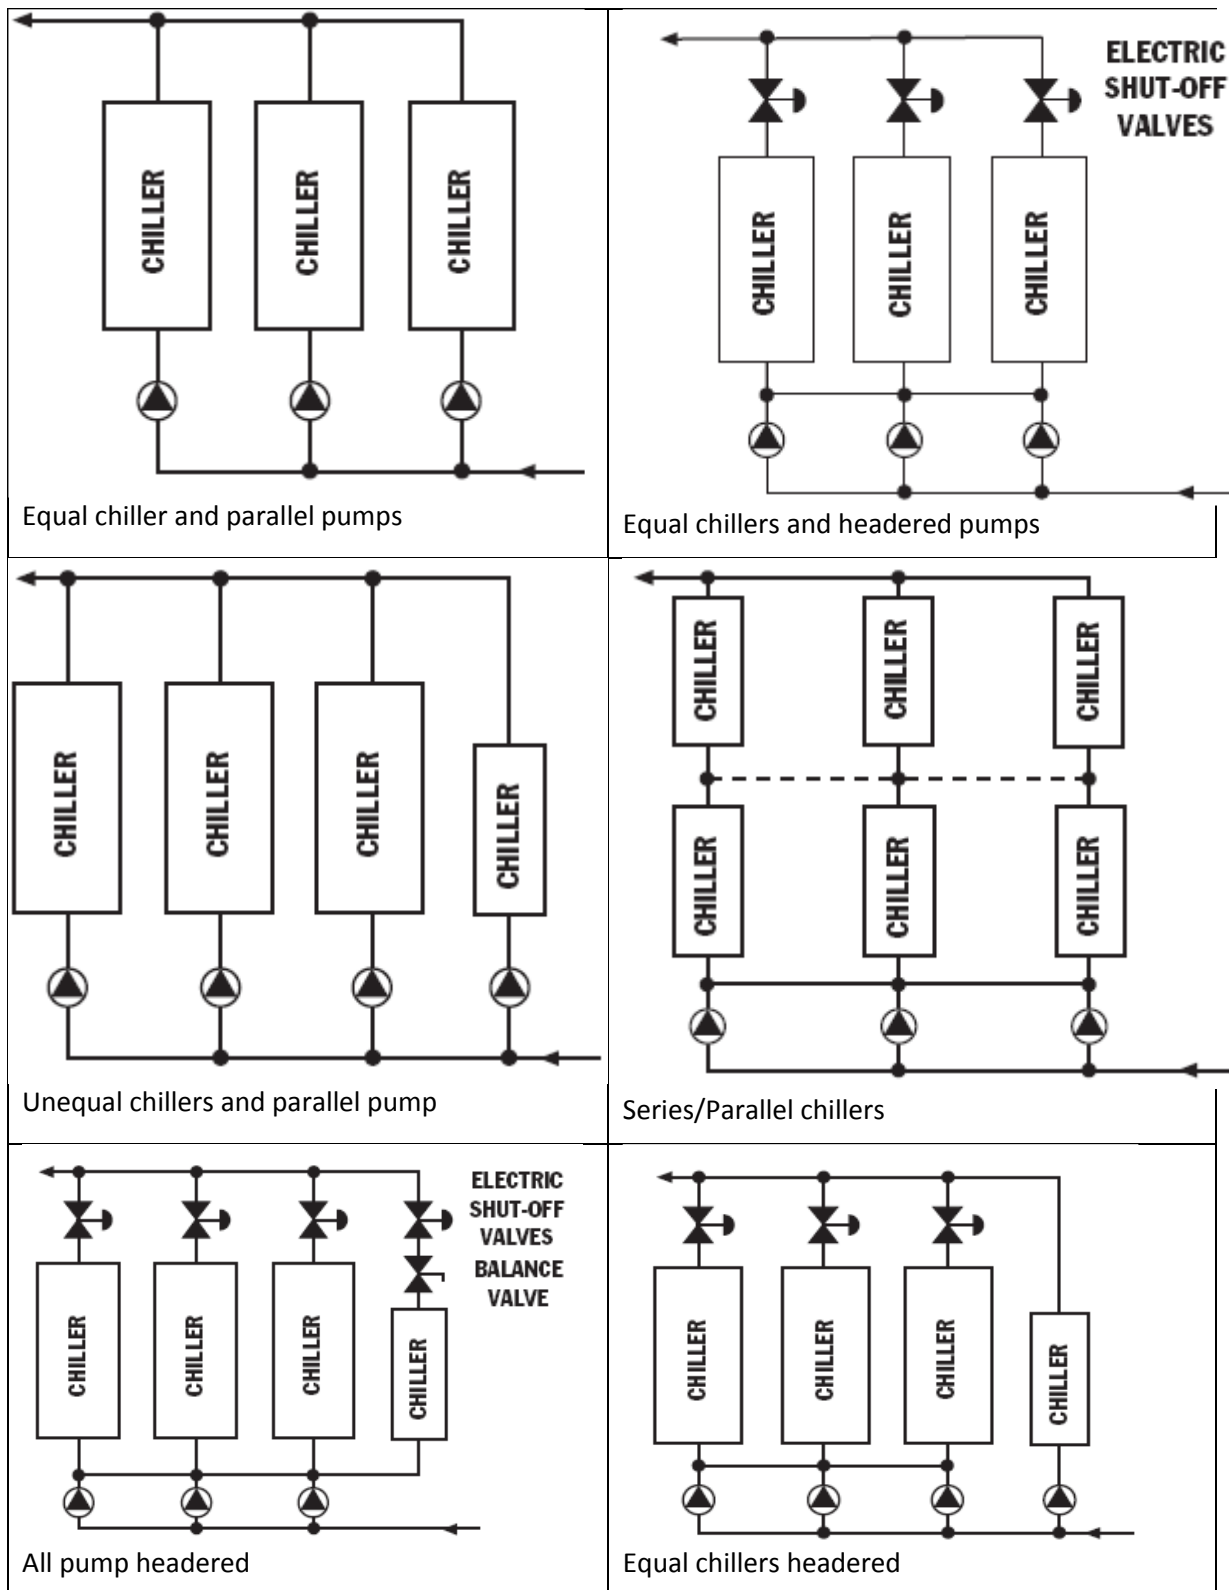 CHILLER
CHILLER
CHILLER
Equal chiller and parallel pumps
ELECTRIC
SHUT-OFF
VALVES
CHILLER
CHILLER
CHILLER
Equal chillers and headered pumps
CHILLER
CHILLER
CHILLER
CHILLER
Unequal chillers and parallel pump
CHILLER
CHILLER
CHILLER
CHILLER
CHILLER
CHILLER
Series/Parallel chillers
ELECTRIC
SHUT-OFF
VALVES
BALANCE
VALVE
CHILLER
CHILLER
CHILLER
CHILLER
All pump headered
CHILLER
CHILLER
CHILLER
CHILLER
Equal chillers headered